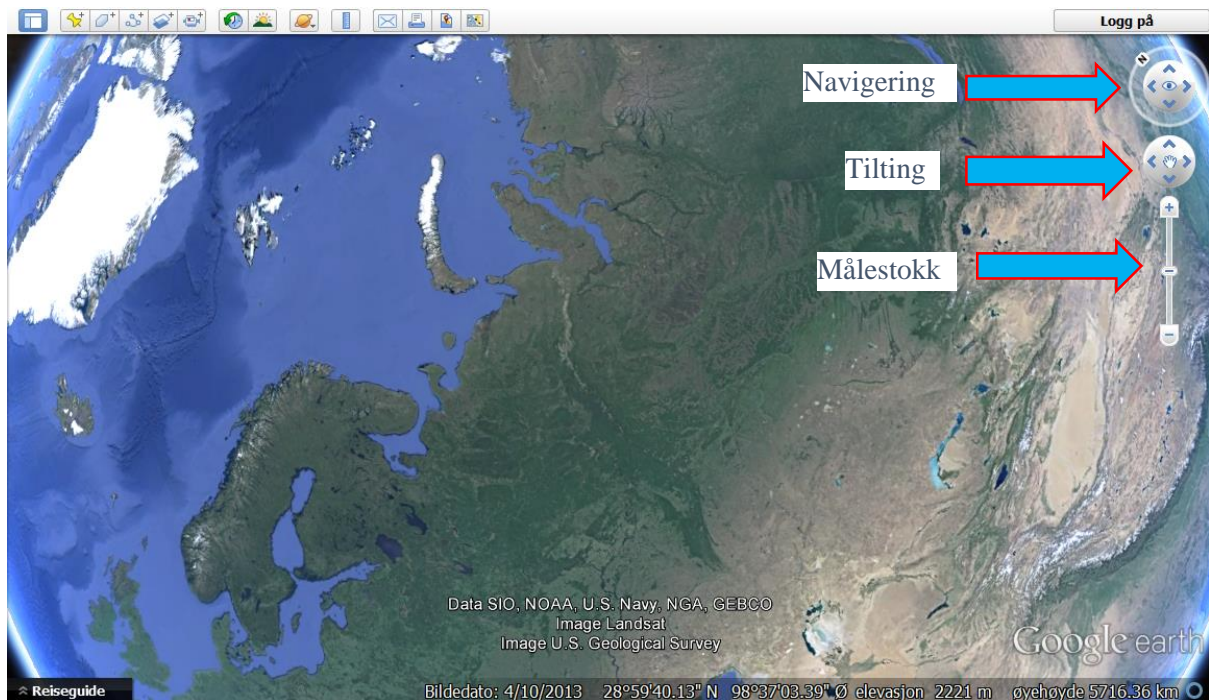 Logg på
N
Navigering
Tilting
Målestokk
Data SIO, NOAA, U.S. Navy, NGA, GEBCO
Image Landsat
Image U.S. Geological Survey
Google earth
Reiseguide
Bildedato: 4/10/2013 28°59'40.13" N 98°37'03.39" Ø elevasjon 2221 m øyehøyde 5716.36 km